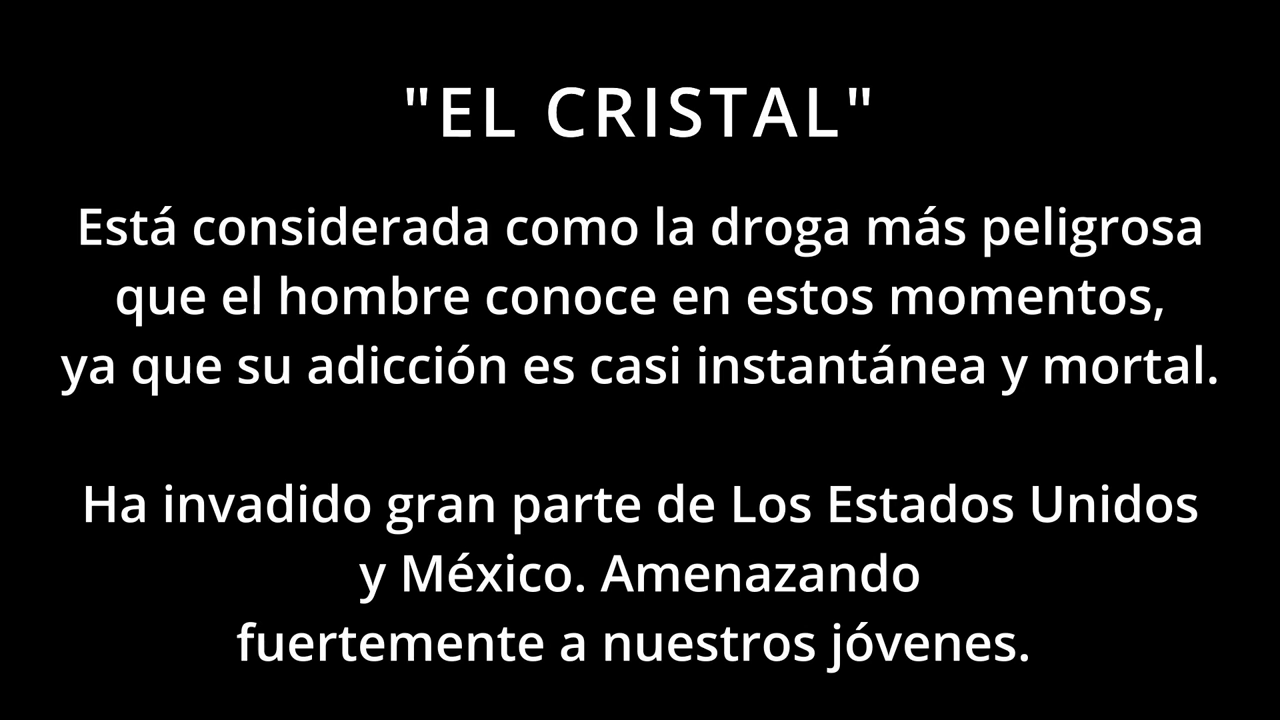 "EL CRISTAL"
Está considerada como la droga más peligrosa
que el hombre conoce en estos momentos,
ya que su adicción es casi instantánea y mortal.
Ha invadido gran parte de Los Estados Unidos
y México. Amenazando
fuertemente a nuestros jóvenes.